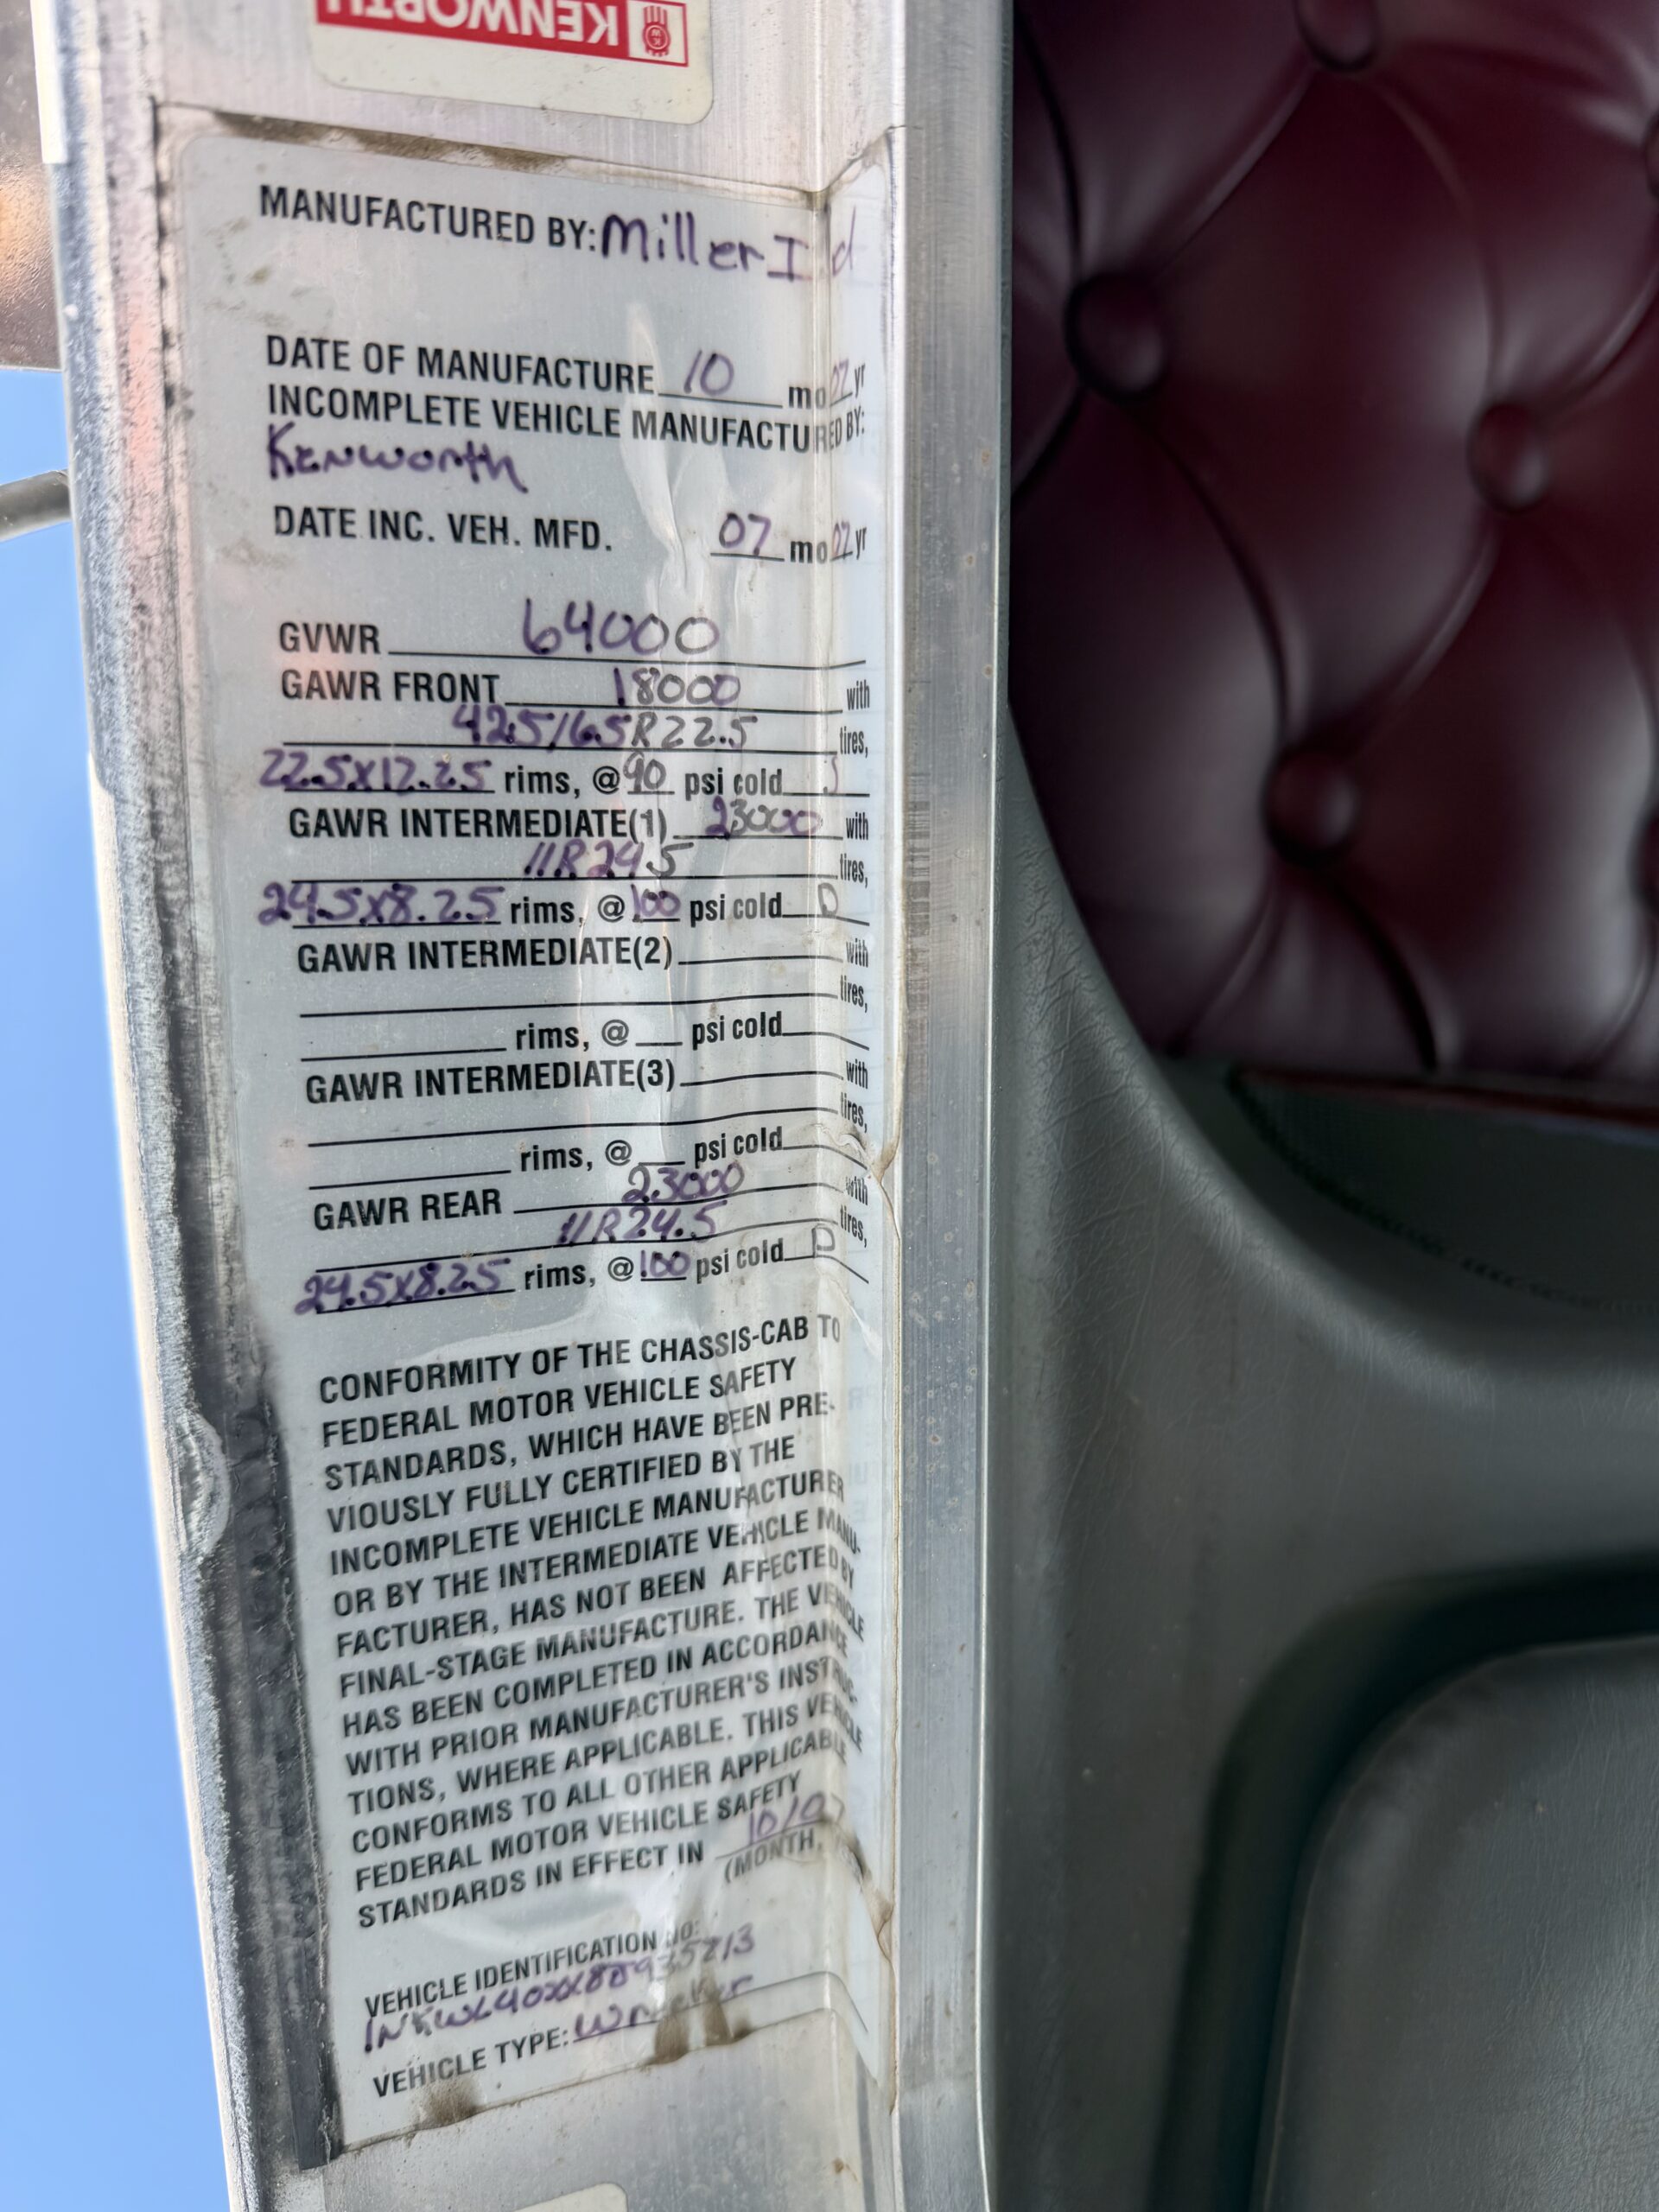 KENWORTH
MANUFACTURED BY: Miller I d
DATE OF MANUFACTURE 10 mo 07 yr
INCOMPLETE VEHICLE MANUFACTURED BY:
Kenworth
DATE INC. VEH. MFD. 07 mo 07 yr
GVWR 64000
GAWR FRONT 18000 with
425/65R22.5 tires,
22.5x12.25 rims, @ 90 psi cold J
GAWR INTERMEDIATE(1) 23000 with
11R24.5 tires,
24.5x8.25 rims, @ 100 psi cold D
GAWR INTERMEDIATE(2) with
tires,
rims, @ psi cold
GAWR INTERMEDIATE(3) with
tires,
rims, @ psi cold
GAWR REAR 23000 with
11R24.5 tires,
24.5x8.25 rims, @ 100 psi cold D
CONFORMITY OF THE CHASSIS-CAB TO
FEDERAL MOTOR VEHICLE SAFETY
STANDARDS, WHICH HAVE BEEN PRE-
VIOUSLY FULLY CERTIFIED BY THE
INCOMPLETE VEHICLE MANUFACTURER
OR BY THE INTERMEDIATE VEHICLE MANU-
FACTURER, HAS NOT BEEN AFFECTED BY
FINAL-STAGE MANUFACTURE. THE VEHICLE
HAS BEEN COMPLETED IN ACCORDANCE
WITH PRIOR MANUFACTURER'S INSTRUC-
TIONS, WHERE APPLICABLE. THIS VEHICLE
CONFORMS TO ALL OTHER APPLICABLE
FEDERAL MOTOR VEHICLE SAFETY
STANDARDS IN EFFECT IN 10/07
(MONTH,
VEHICLE IDENTIFICATION NO:
VEHICLE TYPE: Wrecker